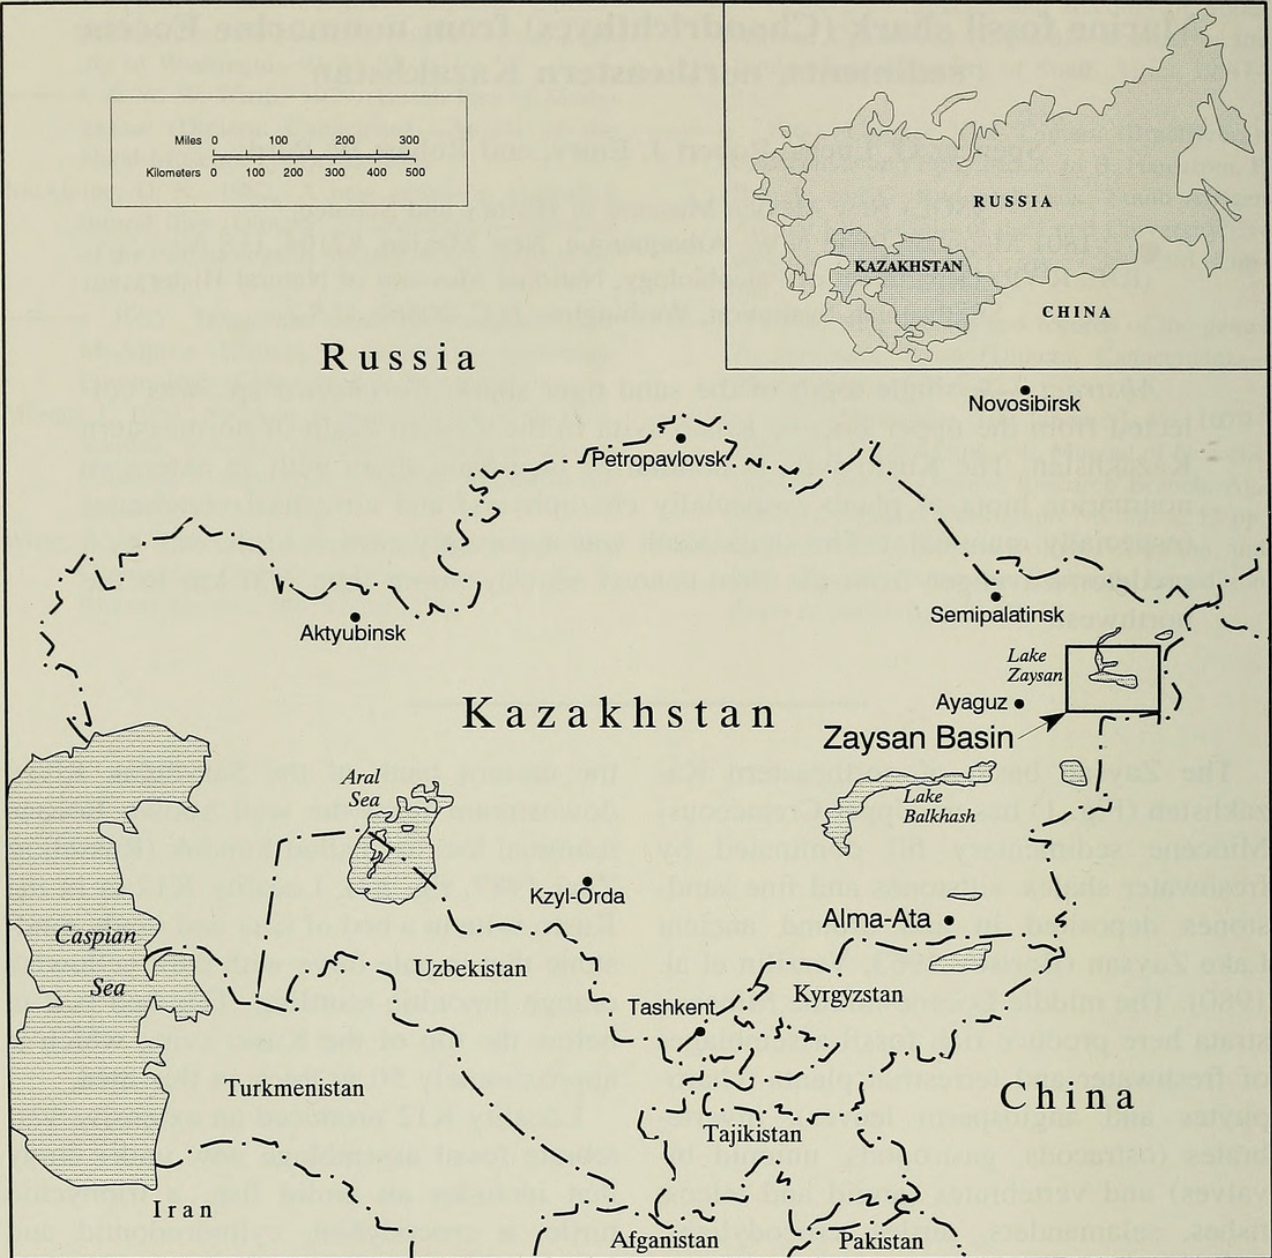 Miles 0 100 200 300
Kilometers 0 100 200 300 400 500
RUSSIA
KAZAKHSTAN
CHINA
Russia
Novosibirsk
Petropavlovsk
Aktyubinsk
Semipalatinsk
Lake
Zaysan
Kazakhstan
Ayaguz
Zaysan Basin
Aral
Sea
Lake
Balkhash
Kzyl-Orda
Alma-Ata
Caspian
Sea
Uzbekistan
Kyrgyzstan
Tashkent
Turkmenistan
China
Tajikistan
Iran
Afganistan
Pakistan